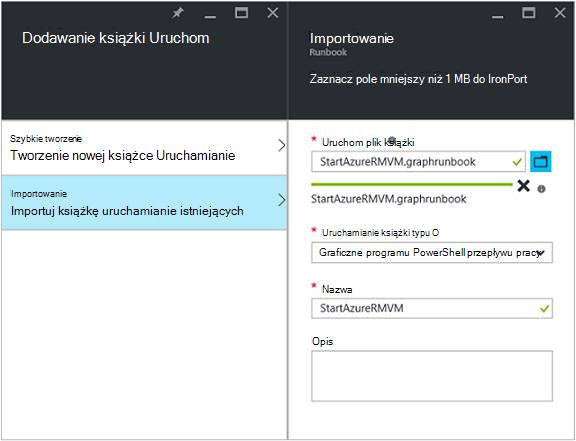 Dodawanie książki Uruchom
Szybkie tworzenie
Tworzenie nowej książce Uruchamianie
Importowanie
Importuj książkę uruchamianie istniejących
Importowanie
Runbook
Zaznacz pole mniejszy niż 1 MB do IronPort
* Uruchom plik książki
StartAzureRMVM.graphrunbook
StartAzureRMVM.graphrunbook
* Uruchamianie książki typu O
Graficzne programu PowerShell przepływu pracy
* Nazwa
StartAzureRMVM
Opis